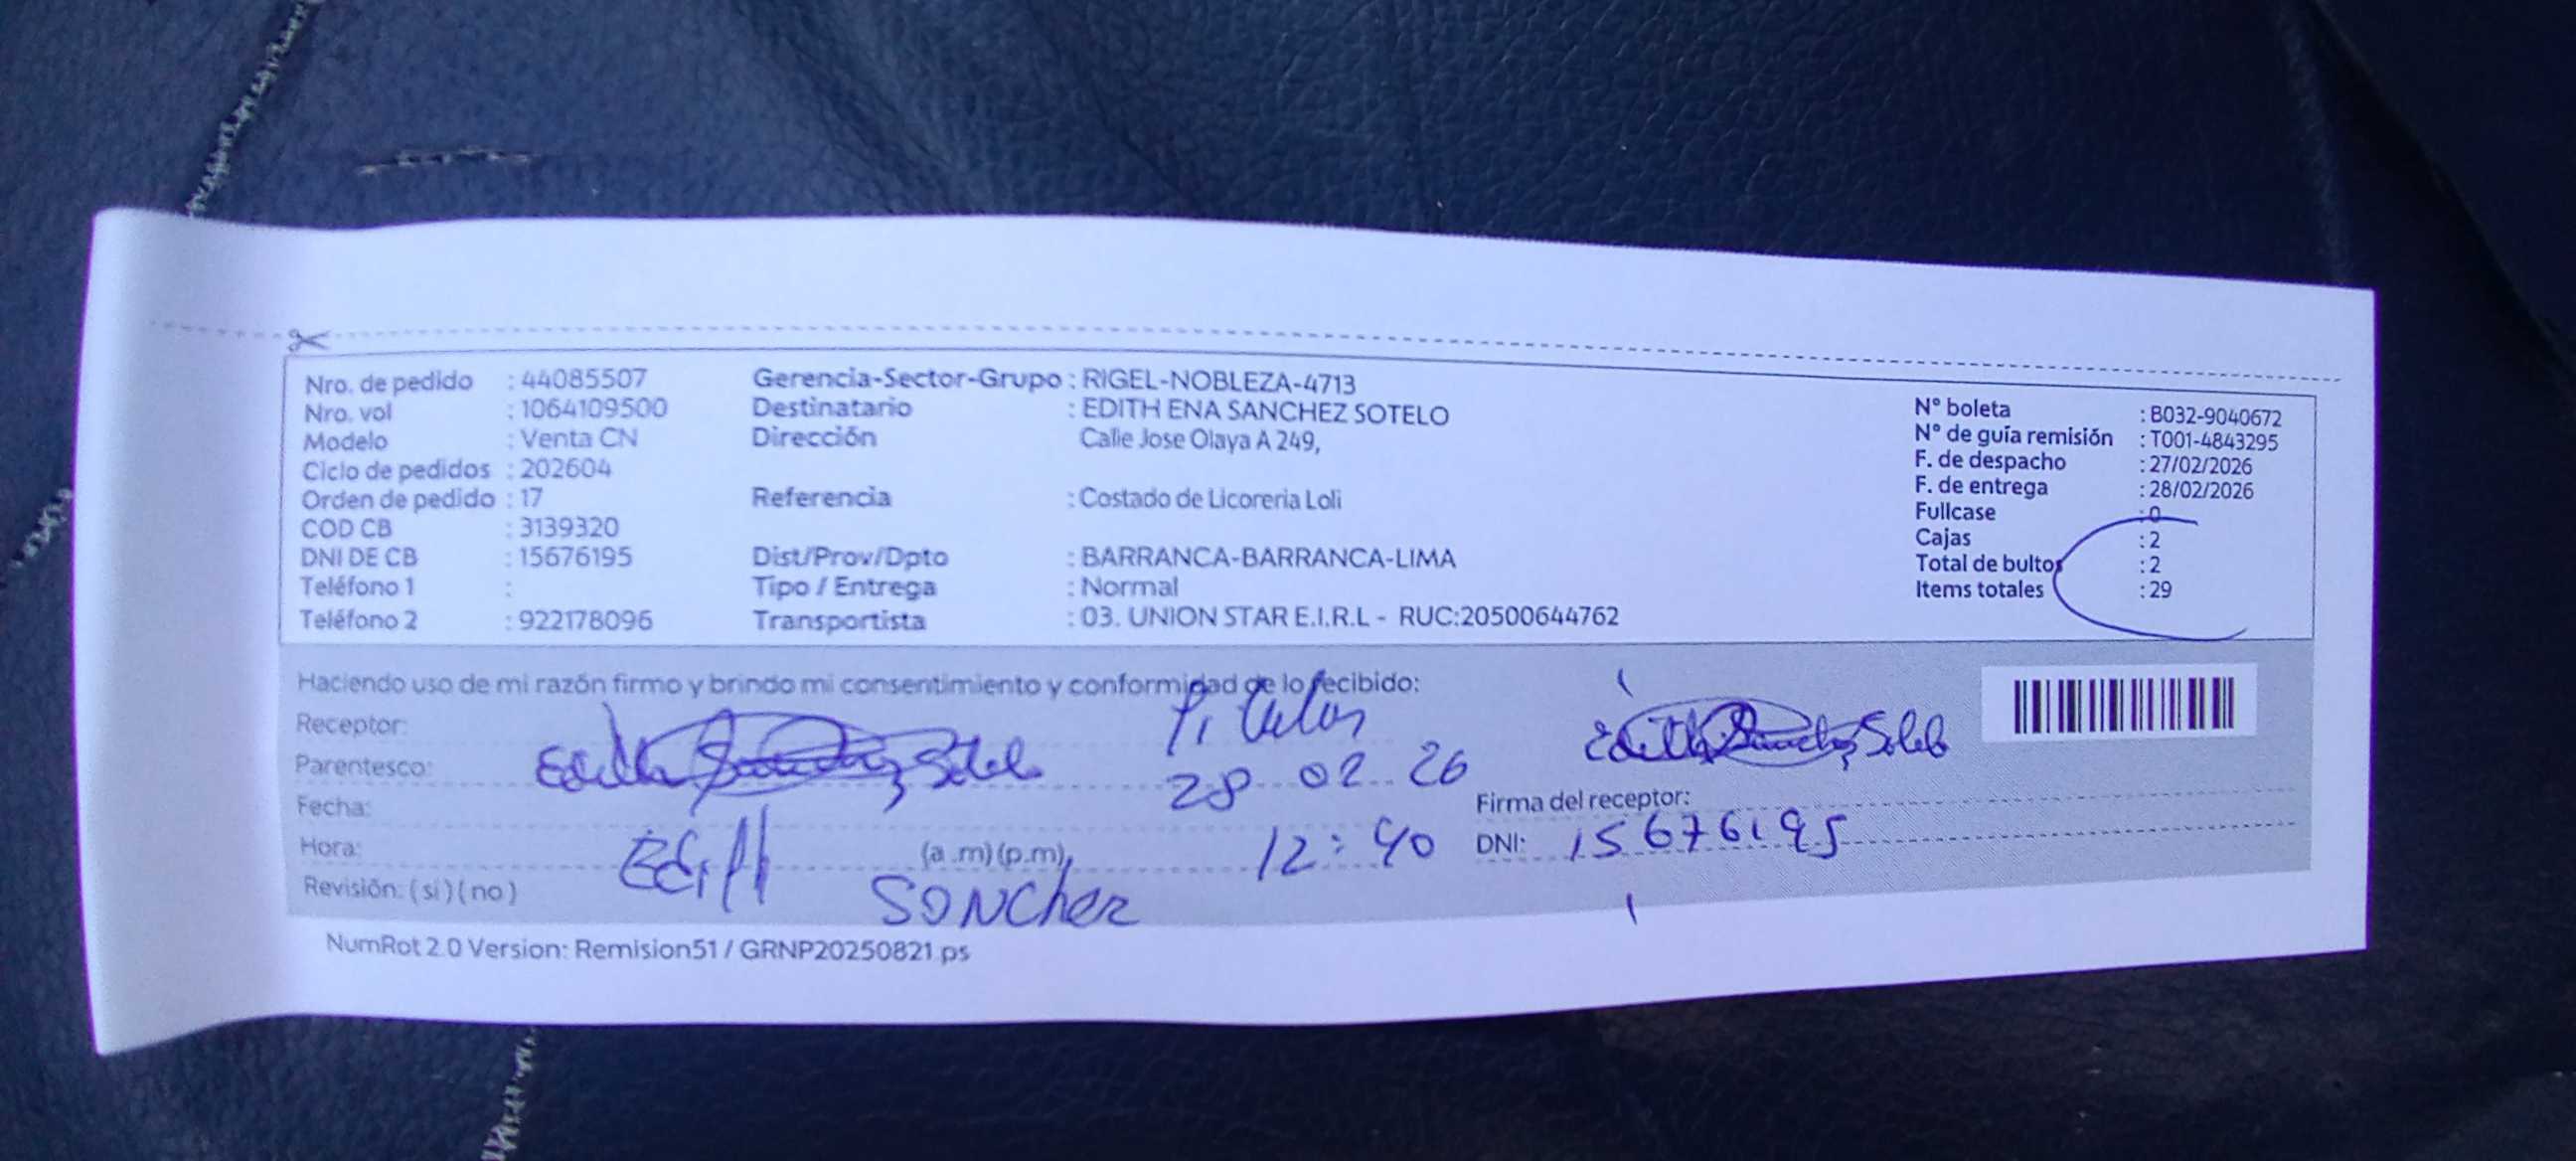 Nro. de pedido : 44085507
Nro. vol : 1064109500
Modelo : Venta CN
Ciclo de pedidos : 202604
Orden de pedido : 17
COD CB : 3139320
DNI DE CB : 15676195
Teléfono 1 :
Teléfono 2 : 922178096
Gerencia-Sector-Grupo : RIGEL-NOBLEZA-4713
Destinatario : EDITH ENA SANCHEZ SOTELO
Dirección Calle Jose Olaya A 249,
Referencia : Costado de Licoreria Loli
Dist/Prov/Dpto : BARRANCA-BARRANCA-LIMA
Tipo / Entrega : Normal
Transportista : 03. UNION STAR E.I.R.L - RUC:20500644762
N° boleta : B032-9040672
N° de guía remisión : T001-4843295
F. de despacho : 27/02/2026
F. de entrega : 28/02/2026
Fullcase : 0
Cajas : 2
Total de bultos : 2
Items totales : 29
Haciendo uso de mi razón firmo y brindo mi consentimiento y conformidad de lo recibido:
Receptor:
Parentesco: Edith Sanchez Sotelo
Fecha: 28 02 26
Hora: (a .m) (p.m) 12:40
Revisión: ( si ) ( no ) SONChez
Edith Sanchez Sotelo
Firma del receptor:
DNI: 15676195
NumRot 2.0 Version: Remision51 / GRNP20250821.ps